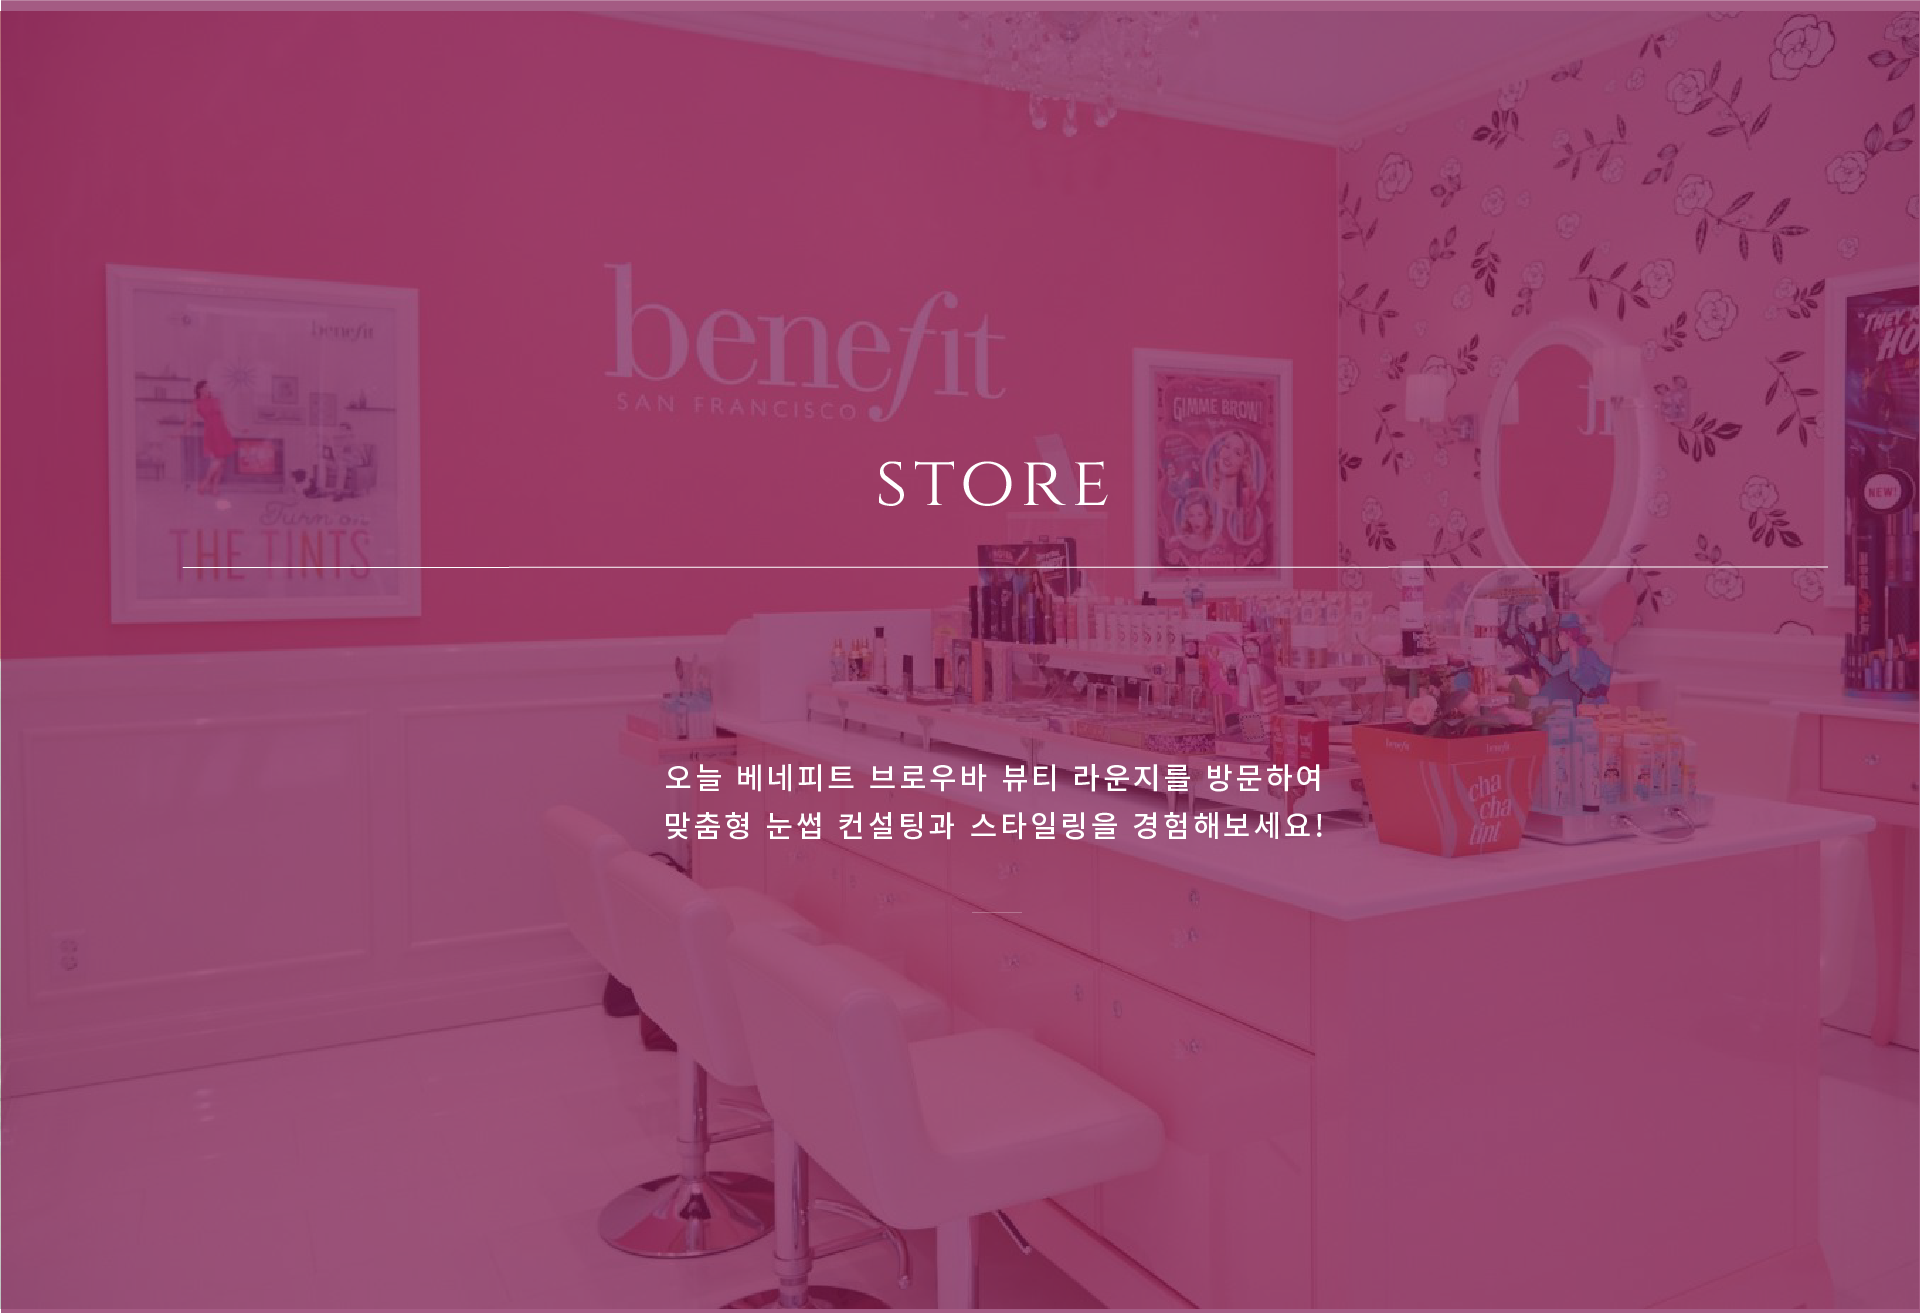 benefit
SAN FRANCISCO
benefit
Turn on
THE TINTS
GIMME BROW!
"THEY'R
HO
NEW!
STORE
오늘 베네피트 브로우바 뷰티 라운지를 방문하여
맞춤형 눈썹 컨설팅과 스타일링을 경험해보세요!
benefit
benefit
cha
cha
tint